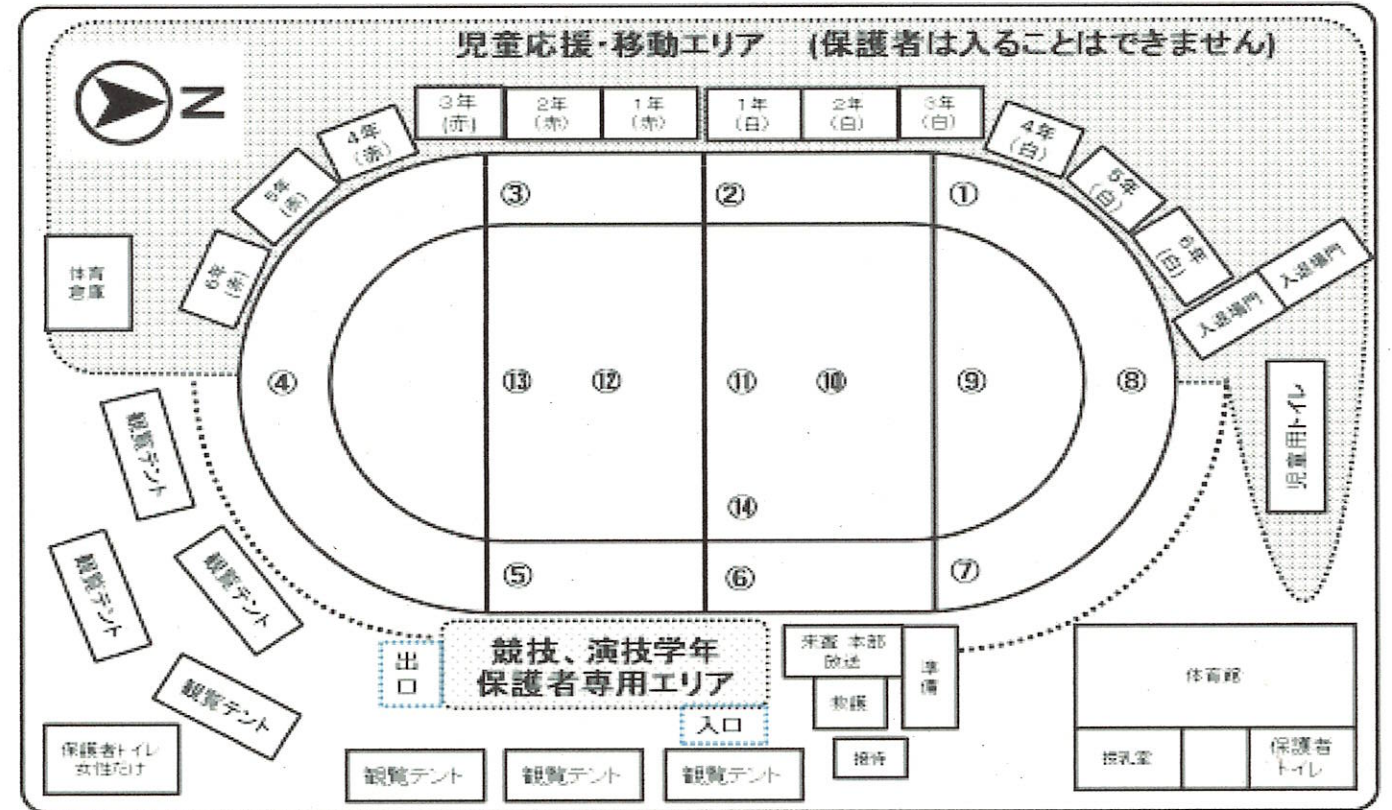 児童応援・移動エリア (保護者は入ることはできません)
N
3年
(赤)
2年
(赤)
1年
(赤)
1年
(白)
2年
(白)
3年
(白)
4年
(赤)
4年
(白)
5年
(赤)
5年
(白)
6年
(赤)
6年
(白)
入退場門
入退場門
体育
倉庫
児童用トイレ
③
②
①
④
⑬
⑫
⑪
⑩
⑨
⑧
⑭
⑤
⑥
⑦
観覧テント
観覧テント
観覧テント
観覧テント
出口
競技、演技学年
保護者専用エリア
入口
来賓 本部
放送
準備
救護
接待
体育館
授乳室
保護者
トイレ
保護者トイレ
女性だけ
観覧テント
観覧テント
観覧テント